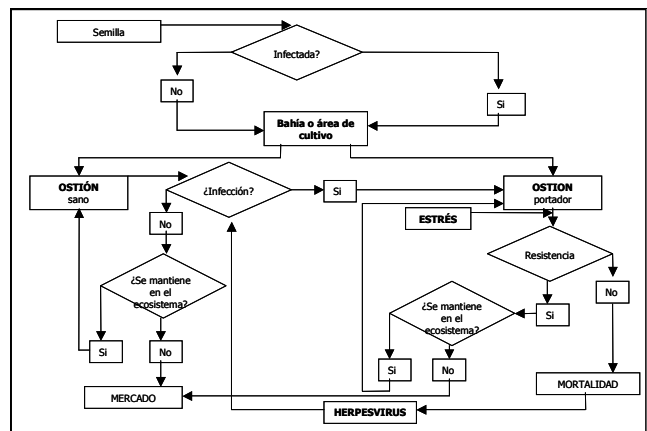 Semilla
Infectada?
No
Si
Bahía o área de
cultivo
OSTIÓN
sano
¿Infección?
Si
OSTION
portador
No
ESTRÉS
Resistencia
¿Se mantiene
en el
ecosistema?
¿Se mantiene
en el
ecosistema?
No
Si
Si
No
Si
No
MERCADO
MORTALIDAD
HERPESVIRUS